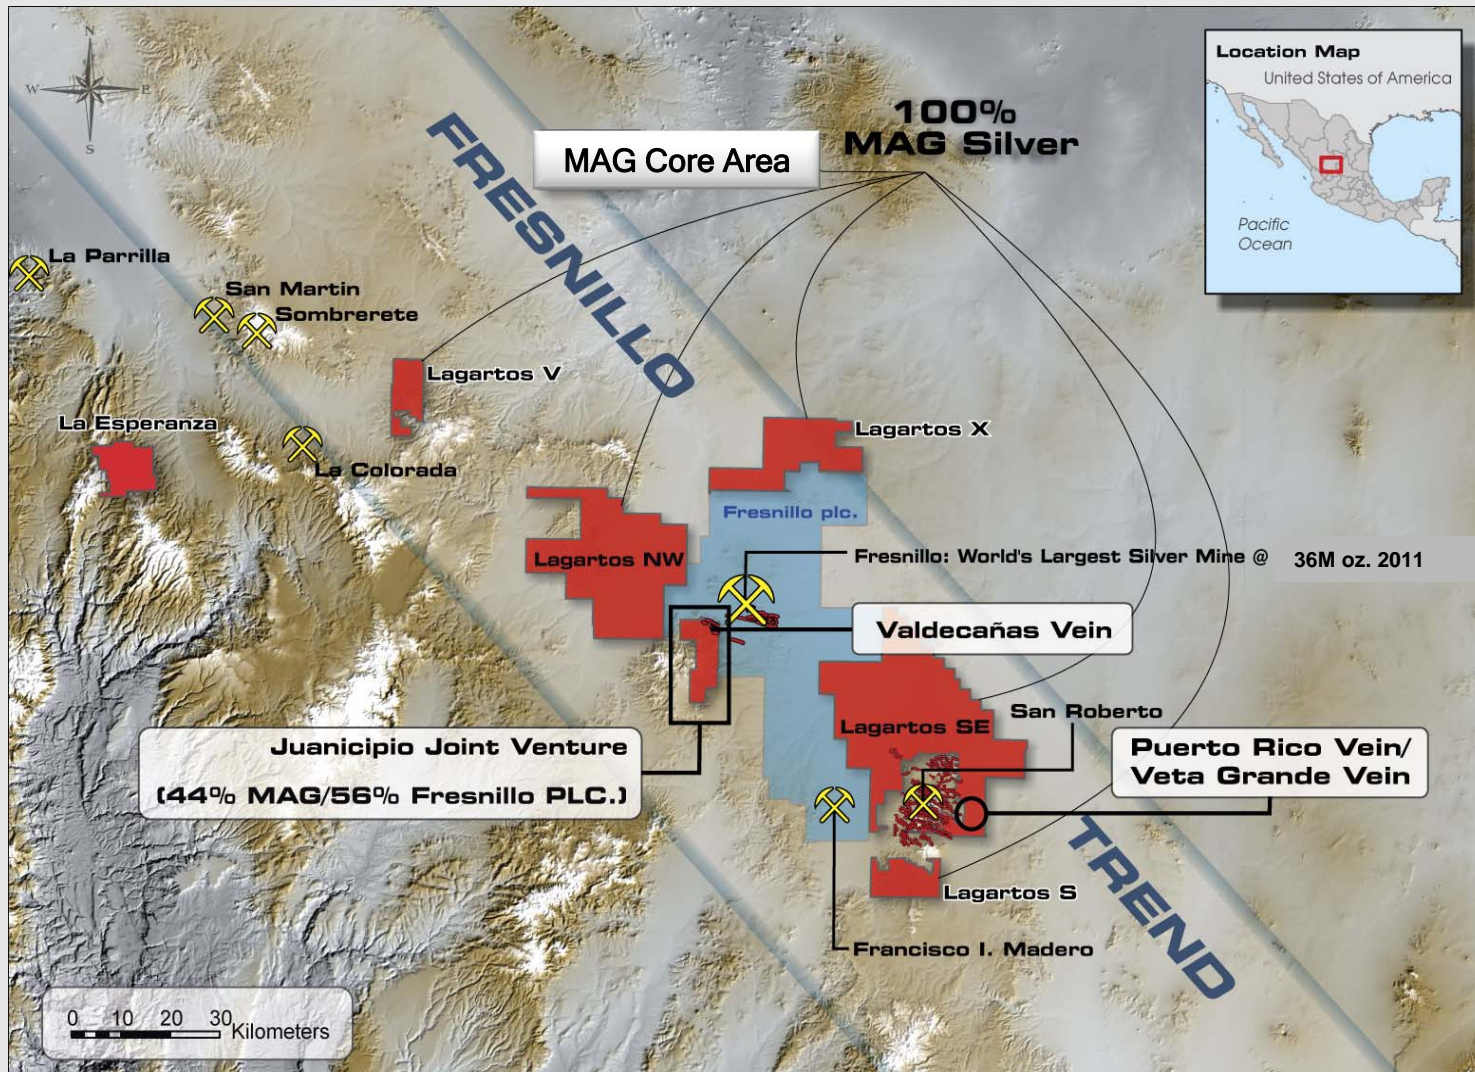 N
W
E
S
Location Map
United States of America
Pacific
Ocean
100%
MAG Silver
MAG Core Area
FRESNILLO
La Parrilla
San Martin
Sombrerete
Lagartos V
La Esperanza
La Colorada
Lagartos X
Fresnillo plc.
Lagartos NW
Fresnillo: World's Largest Silver Mine @ 36M oz. 2011
Valdecañas Vein
Lagartos SE
San Roberto
Juanicipio Joint Venture
(44% MAG/56% Fresnillo PLC.)
Puerto Rico Vein/
Veta Grande Vein
TREND
Lagartos S
Francisco I. Madero
0 10 20 30 Kilometers